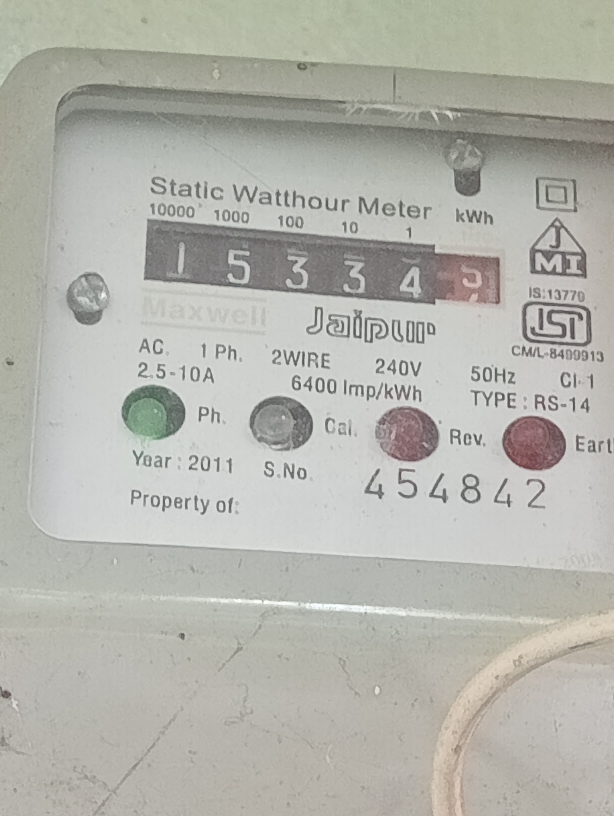 Static Watthour Meter
10000 1000 100 10 1 kWh
1 5 3 3 4
J
MI
IS:13770
Maxwell Jaipur
ISI
CM/L-8499913
AC. 1 Ph. 2WIRE 240V 50Hz Cl-1
2.5-10A 6400 Imp/kWh TYPE : RS-14
Ph. Cal. Rev. Eart
Year : 2011 S.No. 454842
Property of: